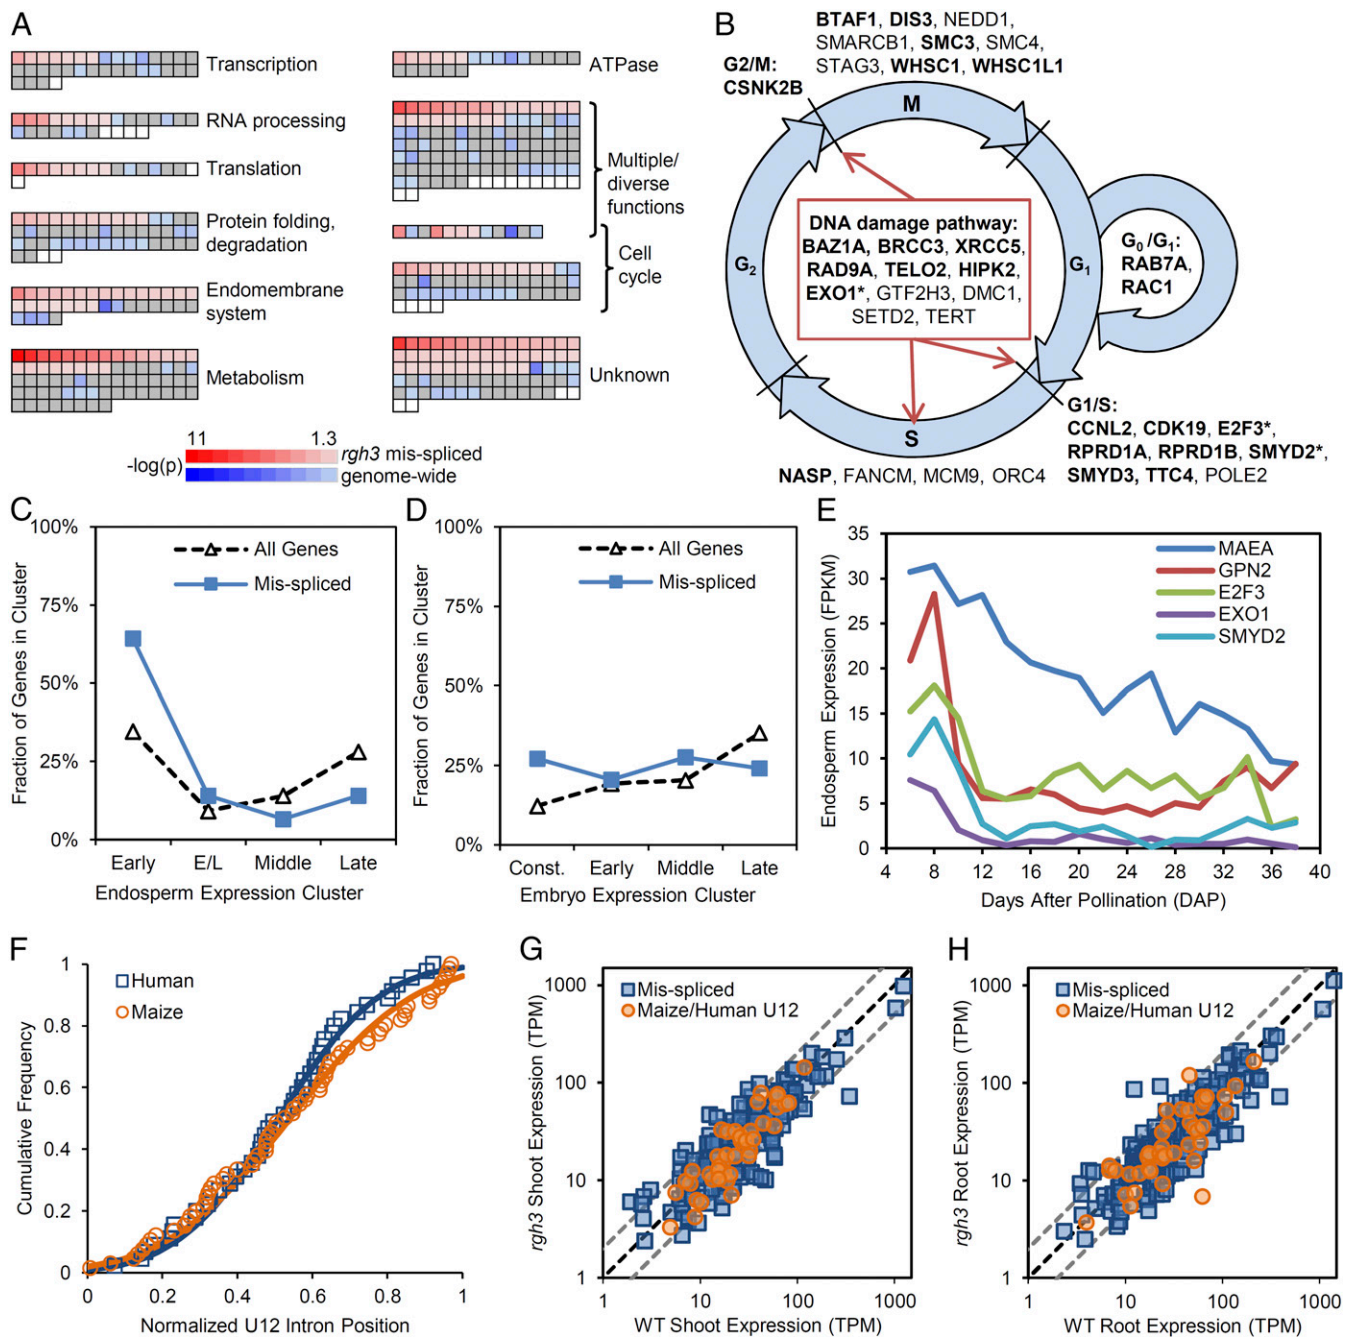 A
Transcription
RNA processing
Translation
Protein folding,
degradation
Endomembrane
system
Metabolism
ATPase
Multiple/
diverse
functions
Cell
cycle
Unknown
11
1.3
-log(p)
rgh3 mis-spliced
genome-wide
B
BTAF1, DIS3, NEDD1,
SMARCB1, SMC3, SMC4,
STAG3, WHSC1, WHSC1L1
G2/M:
CSNK2B
M
G2
G1
S
DNA damage pathway:
BAZ1A, BRCC3, XRCC5,
RAD9A, TELO2, HIPK2,
EXO1*, GTF2H3, DMC1,
SETD2, TERT
G0/G1:
RAB7A,
RAC1
G1/S:
CCNL2, CDK19, E2F3*,
RPRD1A, RPRD1B, SMYD2*,
SMYD3, TTC4, POLE2
NASP, FANCM, MCM9, ORC4
C
100%
75%
50%
25%
0%
Fraction of Genes in Cluster
All Genes
Mis-spliced
Early E/L Middle Late
Endosperm Expression Cluster
D
100%
75%
50%
25%
0%
Fraction of Genes in Cluster
All Genes
Mis-spliced
Const. Early Middle Late
Embryo Expression Cluster
E
35
30
25
20
15
10
5
0
Endosperm Expression (FPKM)
MAEA
GPN2
E2F3
EXO1
SMYD2
4 8 12 16 20 24 28 32 36 40
Days After Pollination (DAP)
F
1
0.8
0.6
0.4
0.2
0
Cumulative Frequency
Human
Maize
0 0.2 0.4 0.6 0.8 1
Normalized U12 Intron Position
G
1000
100
10
1
rgh3 Shoot Expression (TPM)
Mis-spliced
Maize/Human U12
1 10 100 1000
WT Shoot Expression (TPM)
H
1000
100
10
1
rgh3 Root Expression (TPM)
Mis-spliced
Maize/Human U12
1 10 100 1000
WT Root Expression (TPM)